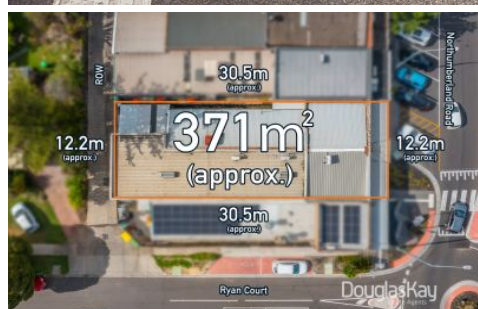 30.5m
(approx.)
ROW
Northumberland Road
371m²
(approx.)
12.2m
(approx.)
12.2m
(approx.)
30.5m
(approx.)
Ryan Court
DouglasKay